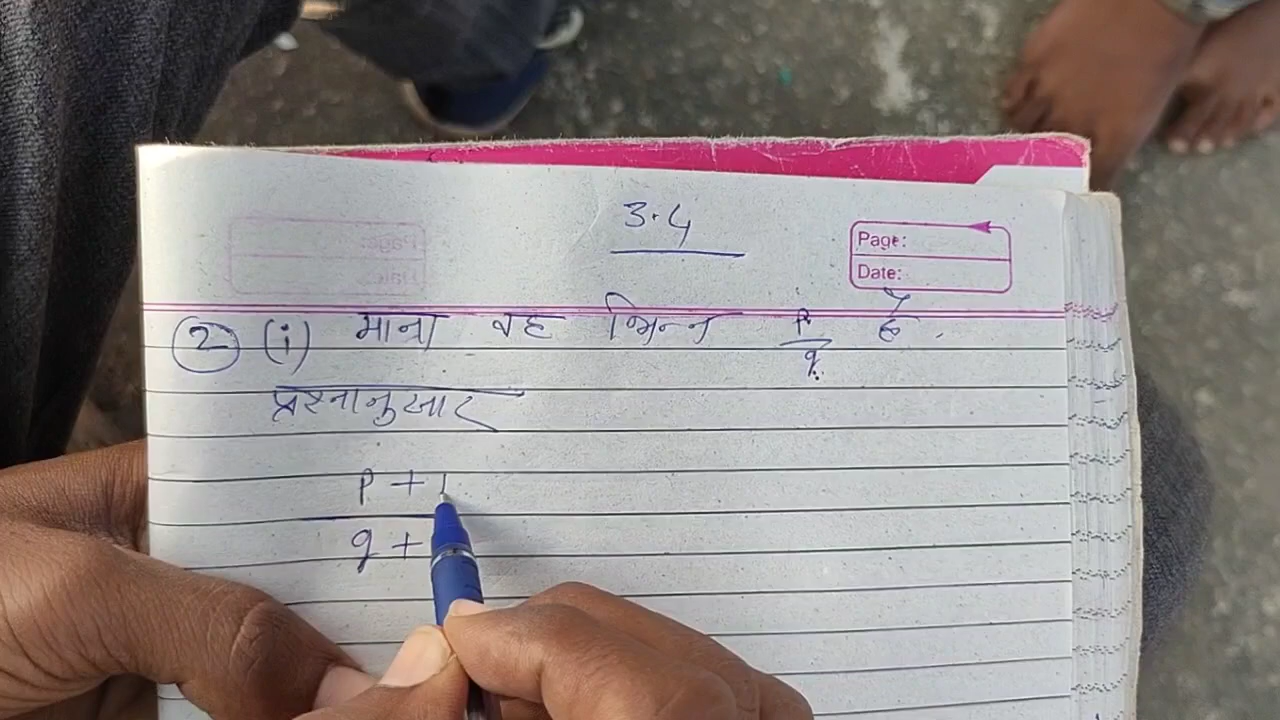 3.4
Page:
Date:
② (i) माना वह भिन्न p/q है.
प्रश्नानुसार
p + 1
q +